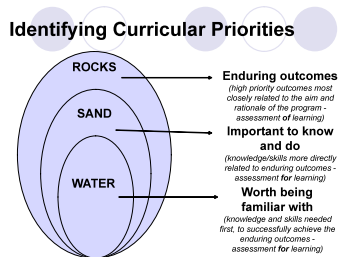 Identifying Curricular Priorities
ROCKS
SAND
WATER
Enduring outcomes
(high priority outcomes most
closely related to the aim and
rationale of the program -
assessment of learning)
Important to know
and do
(knowledge/skills more directly
related to enduring outcomes -
assessment for learning)
Worth being
familiar with
(knowledge and skills needed
first, to successfully achieve the
enduring outcomes -
assessment for learning)